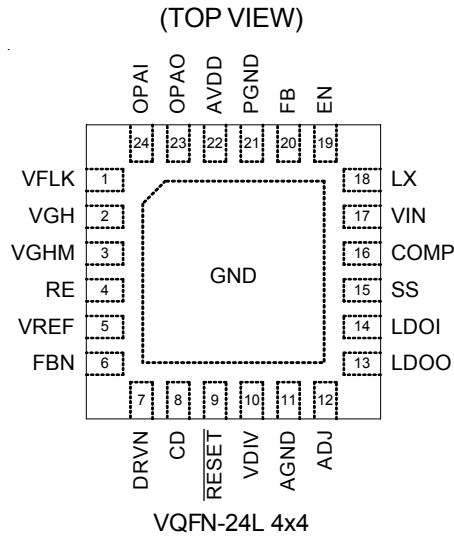 (TOP VIEW)
OPAI
OPAO
AVDD
PGND
FB
EN
24
23
22
21
20
19
VFLK 1
VGH 2
VGHM 3
RE 4
VREF 5
FBN 6
GND
18 LX
17 VIN
16 COMP
15 SS
14 LDOI
13 LDOO
7
8
9
10
11
12
DRVN
CD
RESET
VDIV
AGND
ADJ
VQFN-24L 4x4